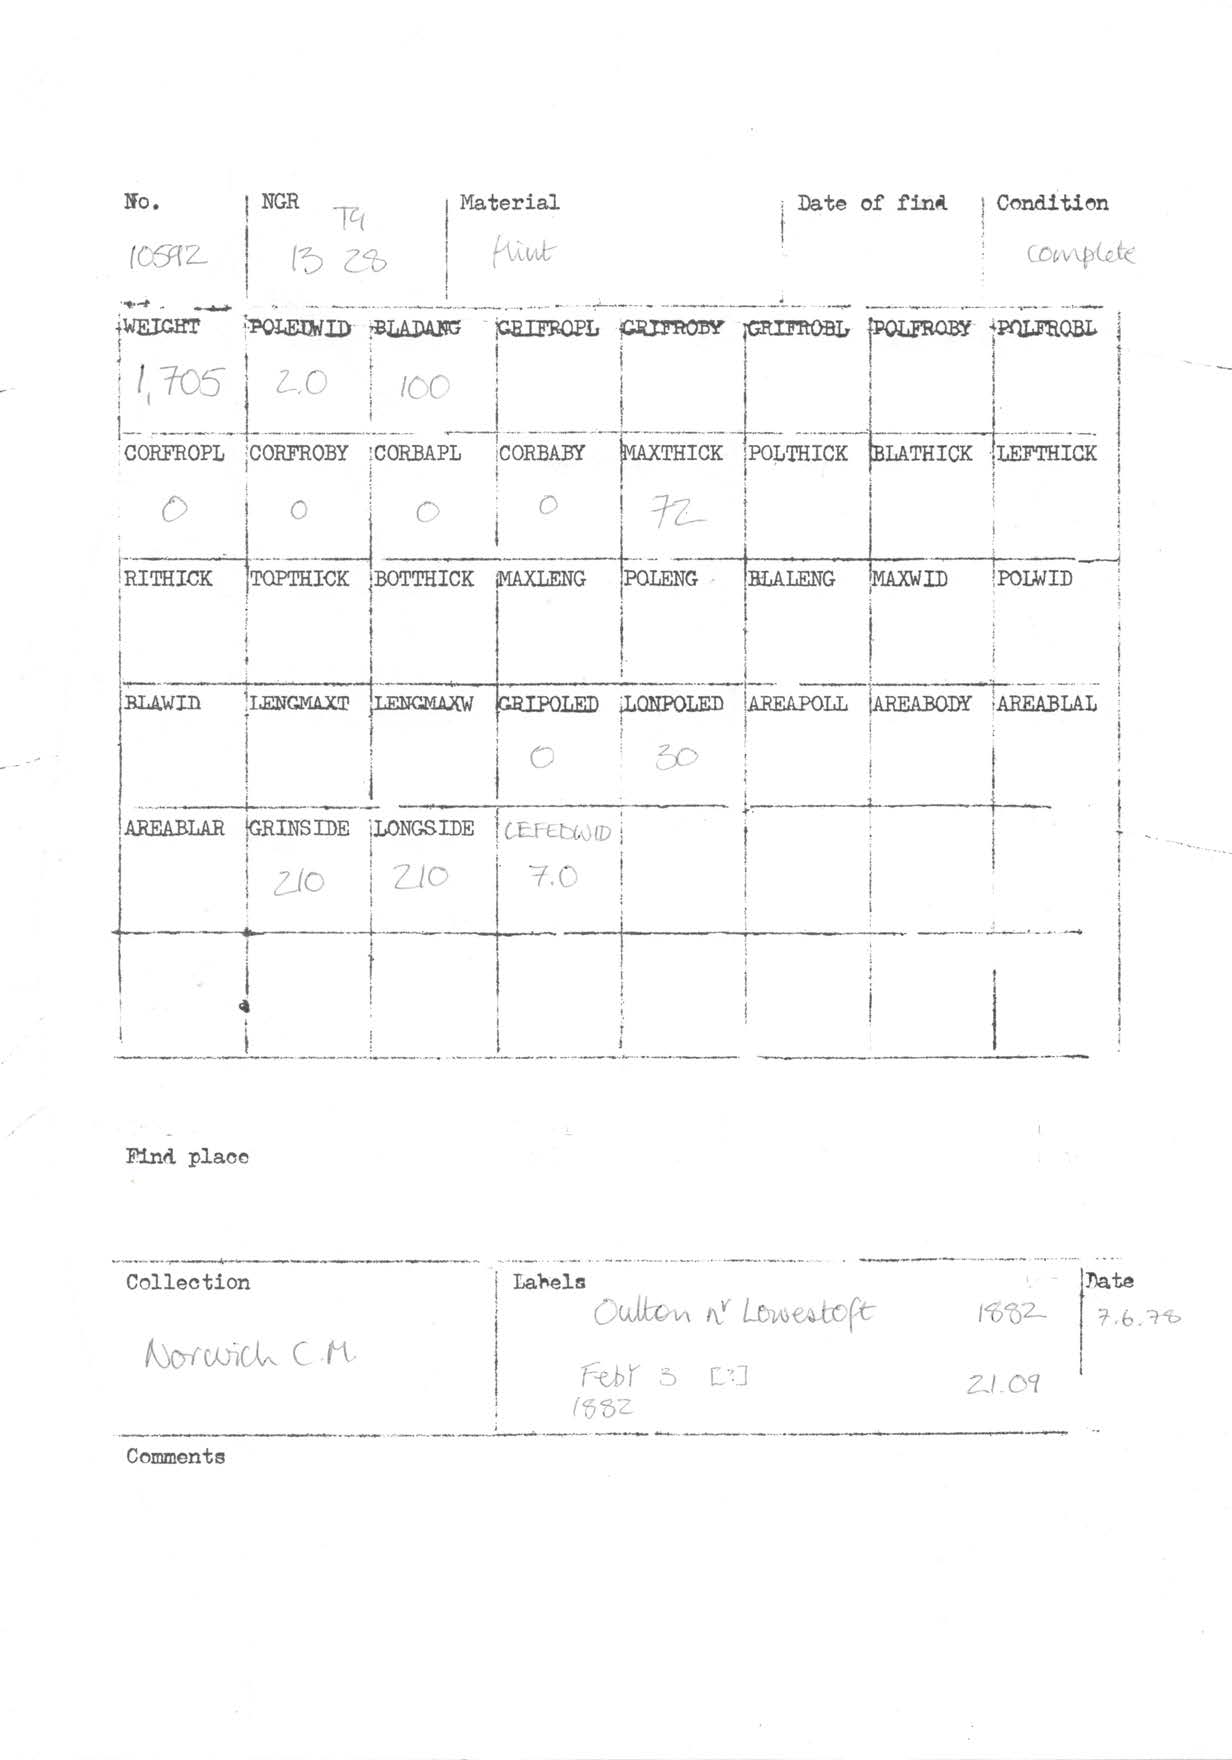 No. NGR Material Date of find Condition
TG
10592 13 28 flint complete
WEIGHT POLEDWID BLADANG GRIFROPL GRIFROBY GRIFROBL POLFROBY POLFROBL
1,705 2.0 100
CORFROPL CORFROBY CORBAPL CORBABY MAXTHICK POLTHICK BLATHICK LEFTHICK
0 0 0 0 72
RITHICK TOPTHICK BOTTHICK MAXLENG POLENG BLALENG MAXWID POLWID
BLAWID LENGMAXT LENGMAXW GRIPOLED LONPOLED AREAPOLL AREABODY AREABLAL
0 30
AREABLAR GRINSIDE LONGSIDE LEFEDWID
210 210 7.0
Find place
Collection Labels Date
Oulton nr Lowestoft 1882 7.6.78
Norwich C.M.
Feby 3 [?] 21.09
1882
Comments